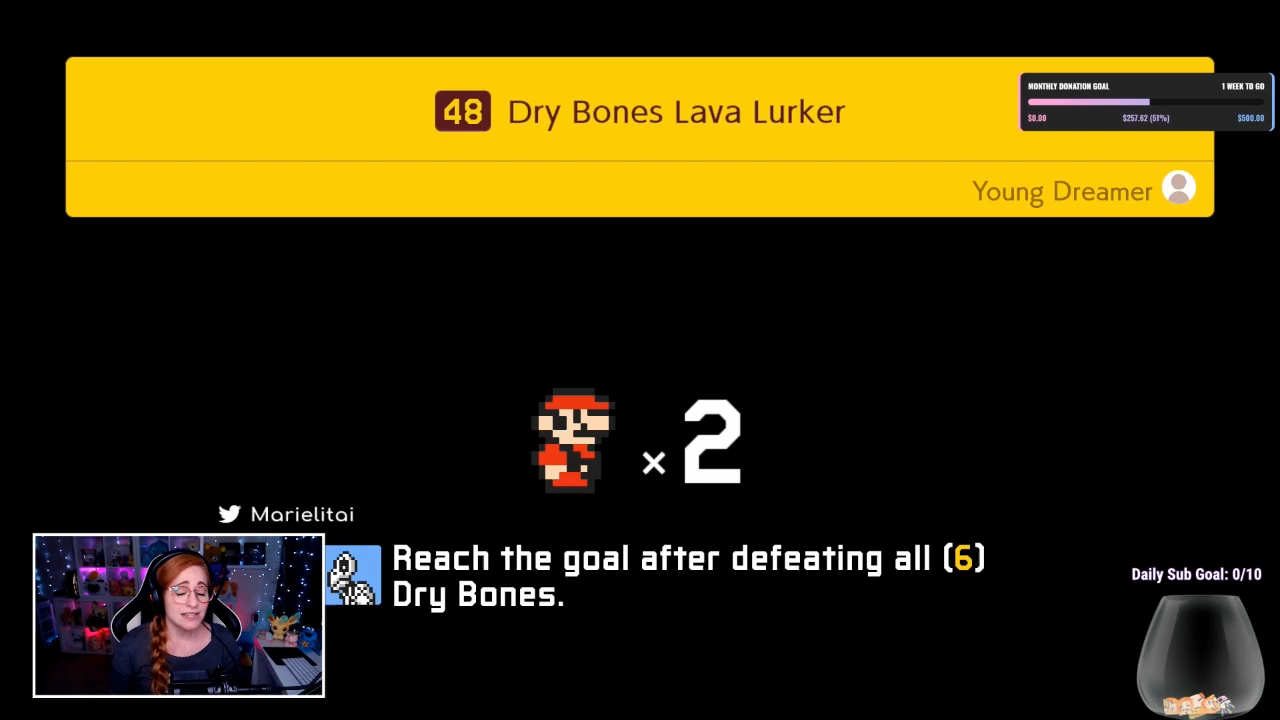 48 Dry Bones Lava Lurker
MONTHLY DONATION GOAL 1 WEEK TO GO
$0.00 $257.62 (51%) $500.00
Young Dreamer
× 2
Marielitai
Reach the goal after defeating all (6)
Dry Bones.
Daily Sub Goal: 0/10